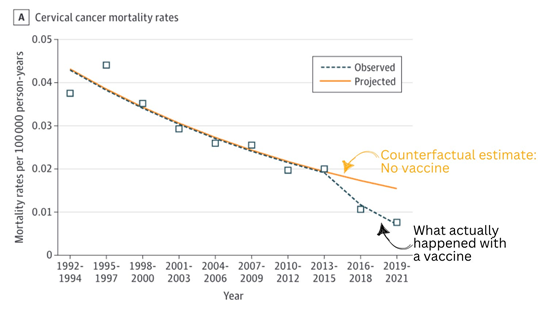 A Cervical cancer mortality rates
Mortality rates per 100 000 person-years
0.05
0.04
0.03
0.02
0.01
0
Observed
Projected
Counterfactual estimate:
No vaccine
What actually
happened with
a vaccine
1992- 1995- 1998- 2001- 2004- 2007- 2010- 2013- 2016- 2019-
1994 1997 2000 2003 2006 2009 2012 2015 2018 2021
Year